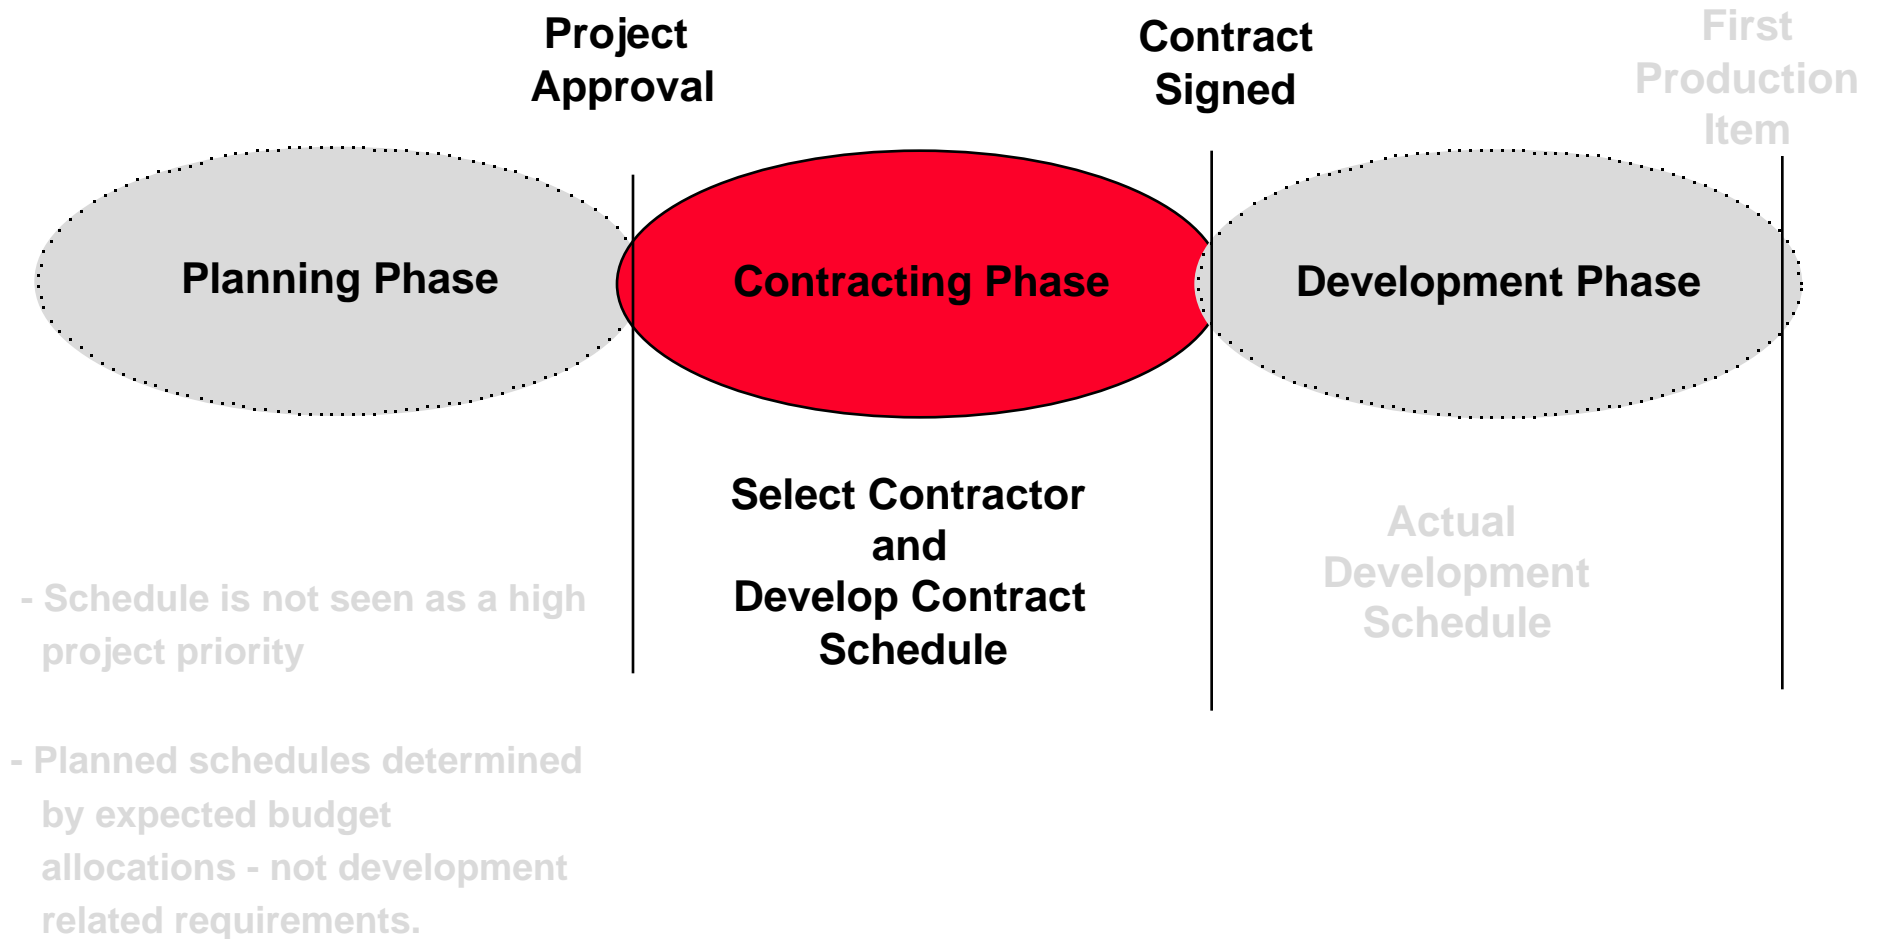 Project
Approval
Contract
Signed
First
Production
Item
Planning Phase
Contracting Phase
Development Phase
Select Contractor
and
Develop Contract
Schedule
Actual
Development
Schedule
- Schedule is not seen as a high
project priority
- Planned schedules determined
by expected budget
allocations - not development
related requirements.